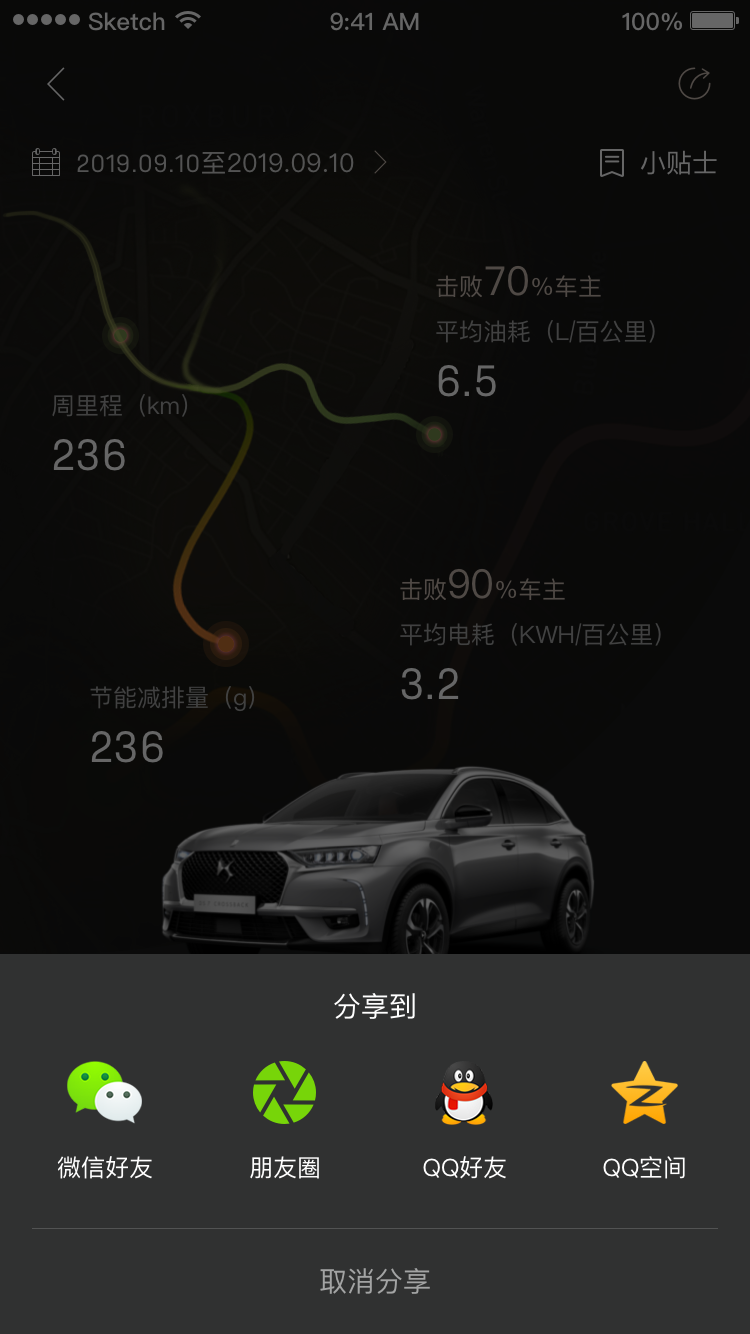 Sketch 9:41 AM 100%
2019.09.10至2019.09.10 小贴士
击败70%车主
平均油耗（L/百公里）
6.5
周里程（km）
236
击败90%车主
平均电耗（KWH/百公里）
3.2
节能减排量（g）
236
分享到
微信好友 朋友圈 QQ好友 QQ空间
取消分享